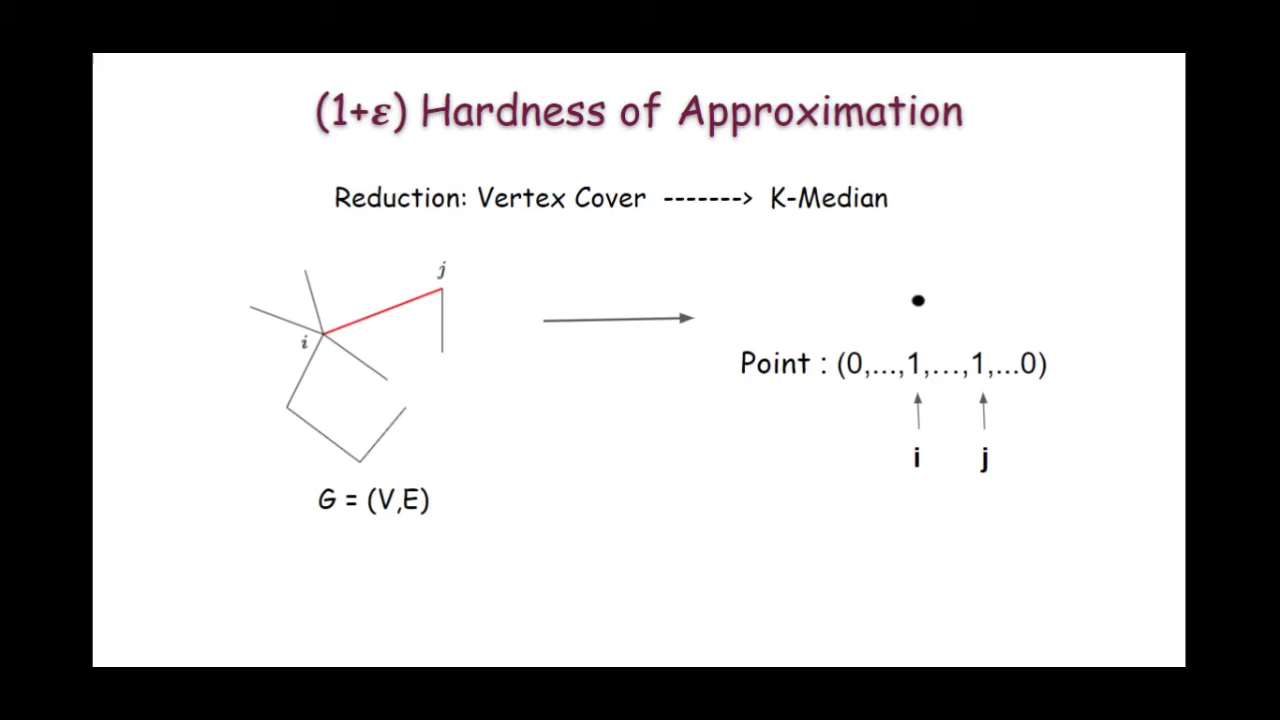 (1+ε) Hardness of Approximation
Reduction: Vertex Cover -------> K-Median
j
i
Point : (0,...,1,...,1,...0)
i j
G = (V,E)